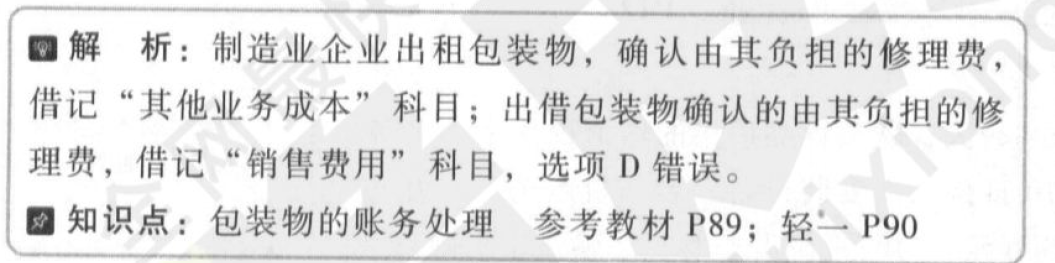 解 析：制造业企业出租包装物，确认由其负担的修理费，
借记“其他业务成本”科目；出借包装物确认的由其负担的修
理费，借记“销售费用”科目，选项 D 错误。
知识点：包装物的账务处理 参考教材 P89；轻一 P90